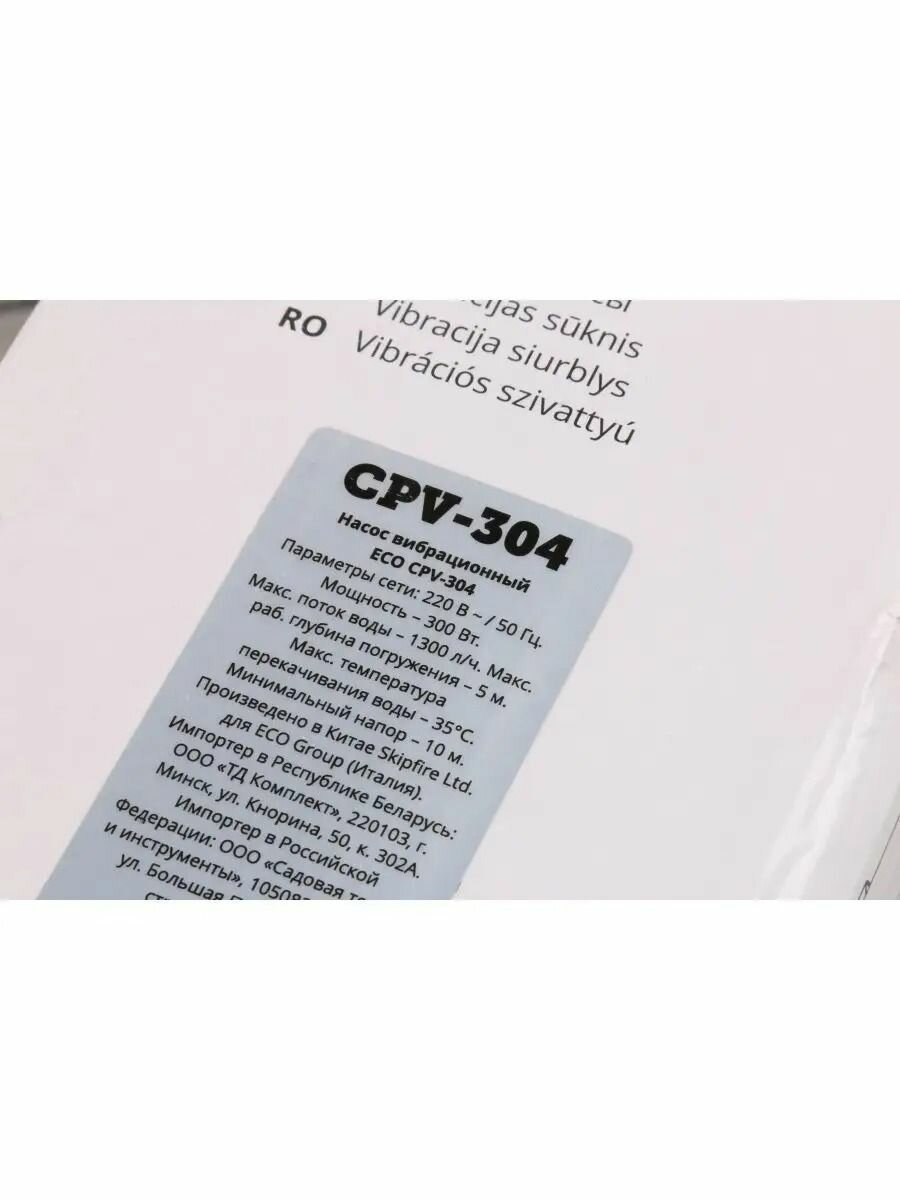 сві
cijas sūknis
Vibracija siurblys
RO Vibrációs szivattyú
CPV-304
Насос вибрационный
ECO CPV-304
Параметры сети: 220 В ~ / 50 Гц.
Мощность – 300 Вт.
Макс. поток воды – 1300 л/ч. Макс.
раб. глубина погружения – 5 м.
Макс. температура
перекачивания воды – 35°С.
Минимальный напор – 10 м.
Произведено в Китае Skipfire Ltd.
для ECO Group (Италия).
Импортер в Республике Беларусь:
ООО «ТД Комплект», 220103, г.
Минск, ул. Кнорина, 50, к. 302А.
Импортер в Российской
Федерации: ООО «Садовая те
и инструменты», 10508
ул. Большая